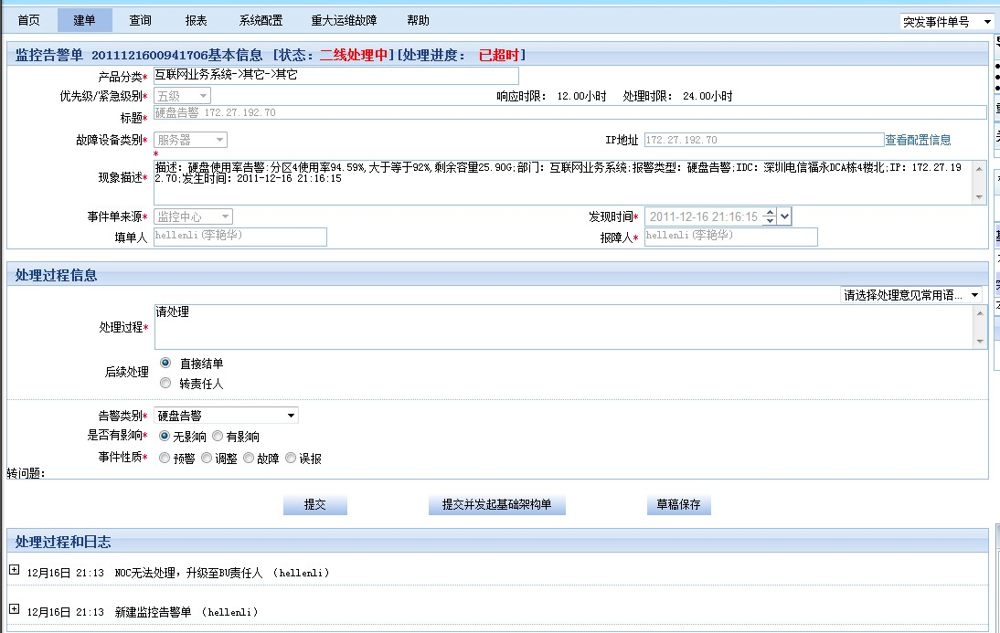 首页 建单 查询 报表 系统配置 重大运维故障 帮助 突发事件单号
监控告警单 2011121600941706基本信息 [状态：二线处理中][处理进度： 已超时]
产品分类* 互联网业务系统->其它->其它
优先级/紧急级别* 五级 响应时限： 12.00小时 处理时限： 24.00小时
标题* 硬盘告警 172.27.192.70
故障设备类别* 服务器 IP地址 172.27.192.70 查看配置信息
*
现象描述* 描述：硬盘使用率告警:分区4使用率94.59%,大于等于92%,剩余容量25.90G;部门：互联网业务系统;报警类型：硬盘告警;IDC：深圳电信福永DCA栋4楼北;IP：172.27.19
2.70;发生时间：2011-12-16 21:16:15
事件单来源* 监控中心 发现时间* 2011-12-16 21:16:15
填单人 hellenli(李艳华) 报障人* hellenli(李艳华)
处理过程信息
请选择处理意见常用语...
处理过程* 请处理
后续处理 直接结单
转责任人
告警类别* 硬盘告警
是否有影响* 无影响 有影响
事件性质* 预警 调整 故障 误报
转问题：
提交 提交并发起基础架构单 草稿保存
处理过程和日志
12月16日 21:13 NOC无法处理，升级至BU责任人 （hellenli）
12月16日 21:13 新建监控告警单 （hellenli）